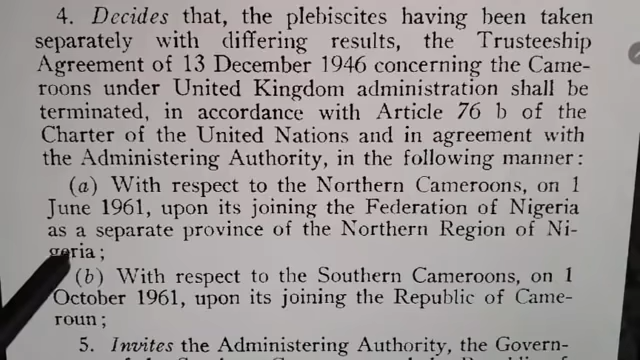 4. Decides that, the plebiscites having been taken
separately with differing results, the Trusteeship
Agreement of 13 December 1946 concerning the Came-
roons under United Kingdom administration shall be
terminated, in accordance with Article 76 b of the
Charter of the United Nations and in agreement with
the Administering Authority, in the following manner:
(a) With respect to the Northern Cameroons, on 1
June 1961, upon its joining the Federation of Nigeria
as a separate province of the Northern Region of Ni-
geria;
(b) With respect to the Southern Cameroons, on 1
October 1961, upon its joining the Republic of Came-
roun;
5. Invites the Administering Authority, the Govern-